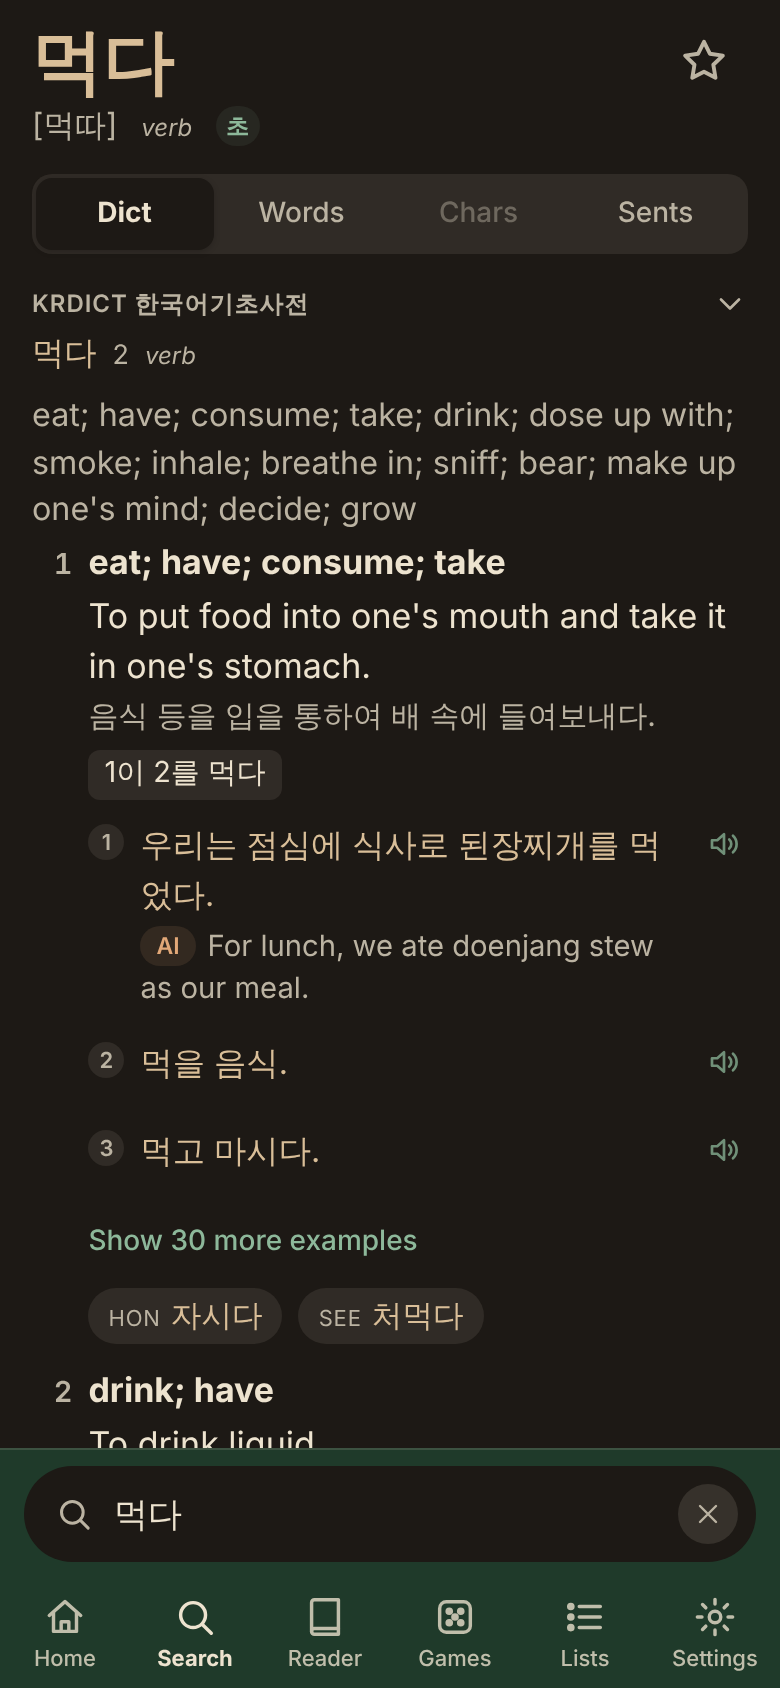 먹다
[먹따] verb 초
Dict Words Chars Sents
KRDICT 한국어기초사전
먹다 2 verb
eat; have; consume; take; drink; dose up with;
smoke; inhale; breathe in; sniff; bear; make up
one's mind; decide; grow
1 eat; have; consume; take
To put food into one's mouth and take it
in one's stomach.
음식 등을 입을 통하여 배 속에 들여보내다.
1이 2를 먹다
1 우리는 점심에 식사로 된장찌개를 먹
었다.
AI For lunch, we ate doenjang stew
as our meal.
2 먹을 음식.
3 먹고 마시다.
Show 30 more examples
HON 자시다 SEE 처먹다
2 drink; have
To drink liquid
먹다
Home Search Reader Games Lists Settings